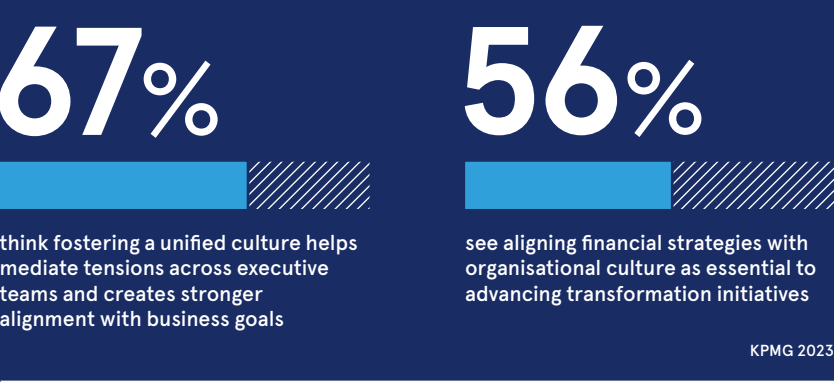 67%
think fostering a unified culture helps
mediate tensions across executive
teams and creates stronger
alignment with business goals
56%
see aligning financial strategies with
organisational culture as essential to
advancing transformation initiatives
KPMG 2023